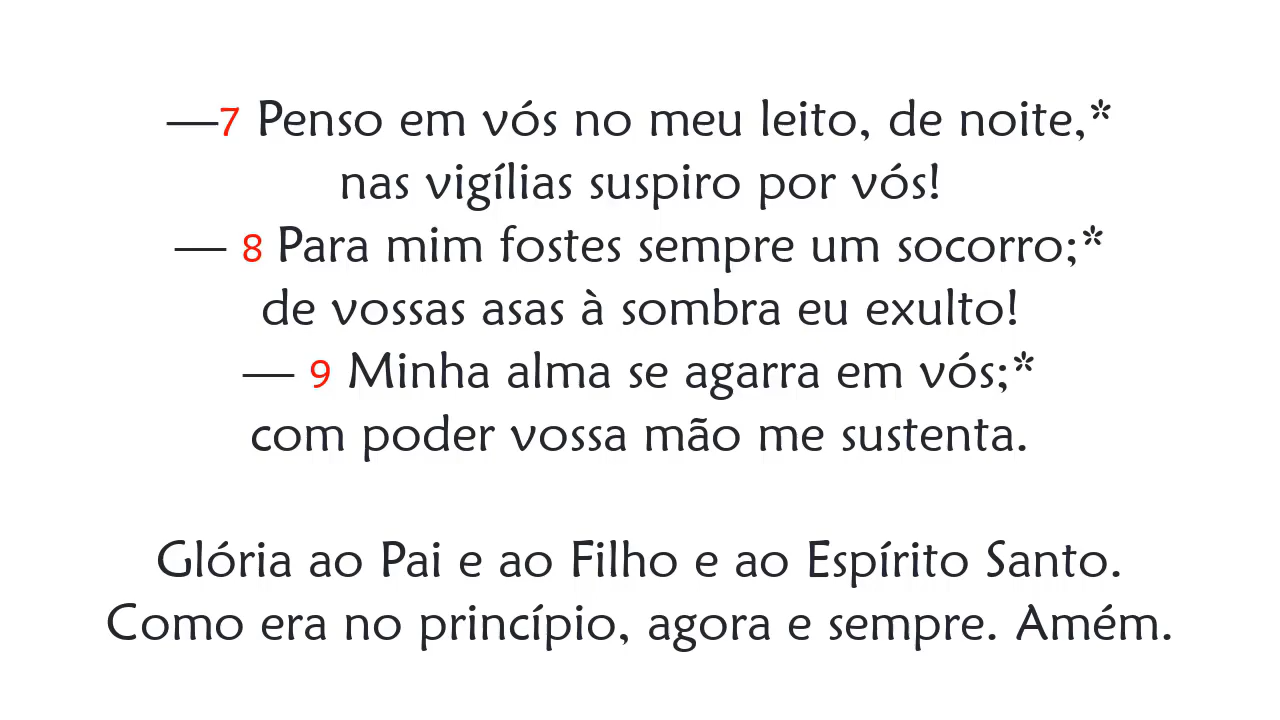 —7 Penso em vós no meu leito, de noite,*
nas vigílias suspiro por vós!
— 8 Para mim fostes sempre um socorro;*
de vossas asas à sombra eu exulto!
— 9 Minha alma se agarra em vós;*
com poder vossa mão me sustenta.
Glória ao Pai e ao Filho e ao Espírito Santo.
Como era no princípio, agora e sempre. Amém.